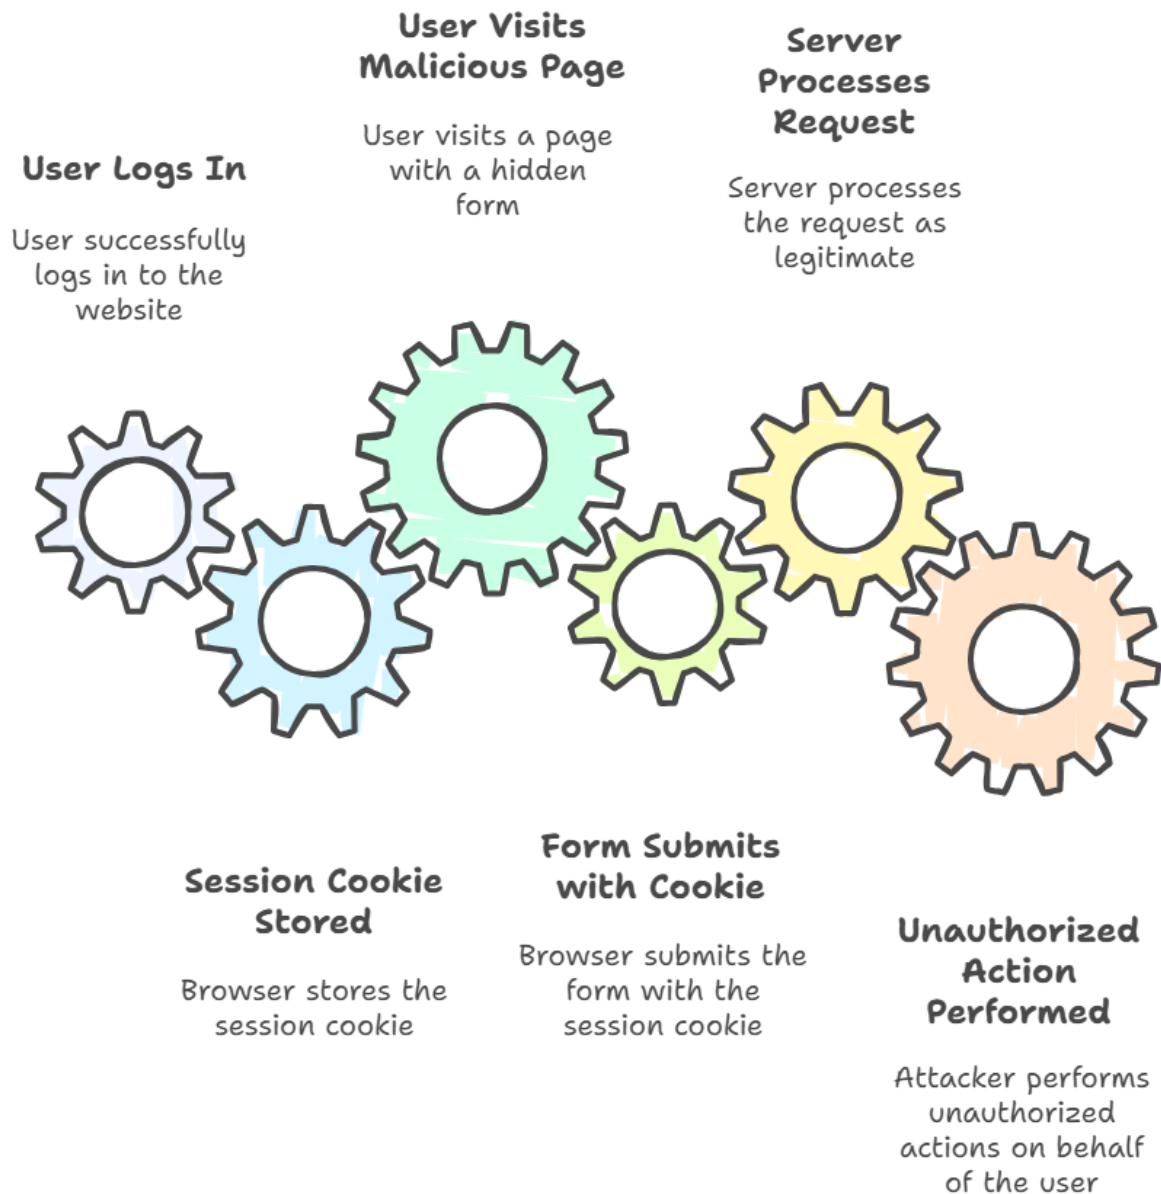 User Logs In
User successfully
logs in to the
website
Session Cookie
Stored
Browser stores the
session cookie
User Visits
Malicious Page
User visits a page
with a hidden
form
Form Submits
with Cookie
Browser submits the
form with the
session cookie
Server
Processes
Request
Server processes
the request as
legitimate
Unauthorized
Action
Performed
Attacker performs
unauthorized
actions on behalf
of the user